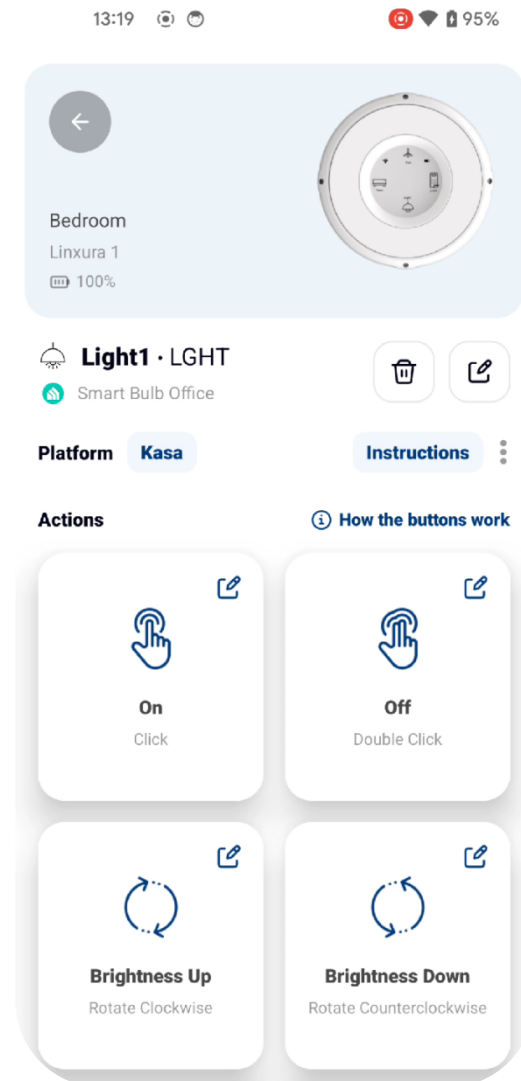 13:19
95%
Bedroom
Linxura 1
100%
Light1 · LGHT
Smart Bulb Office
Platform Kasa Instructions
Actions How the buttons work
On Off
Click Double Click
Brightness Up Brightness Down
Rotate Clockwise Rotate Counterclockwise